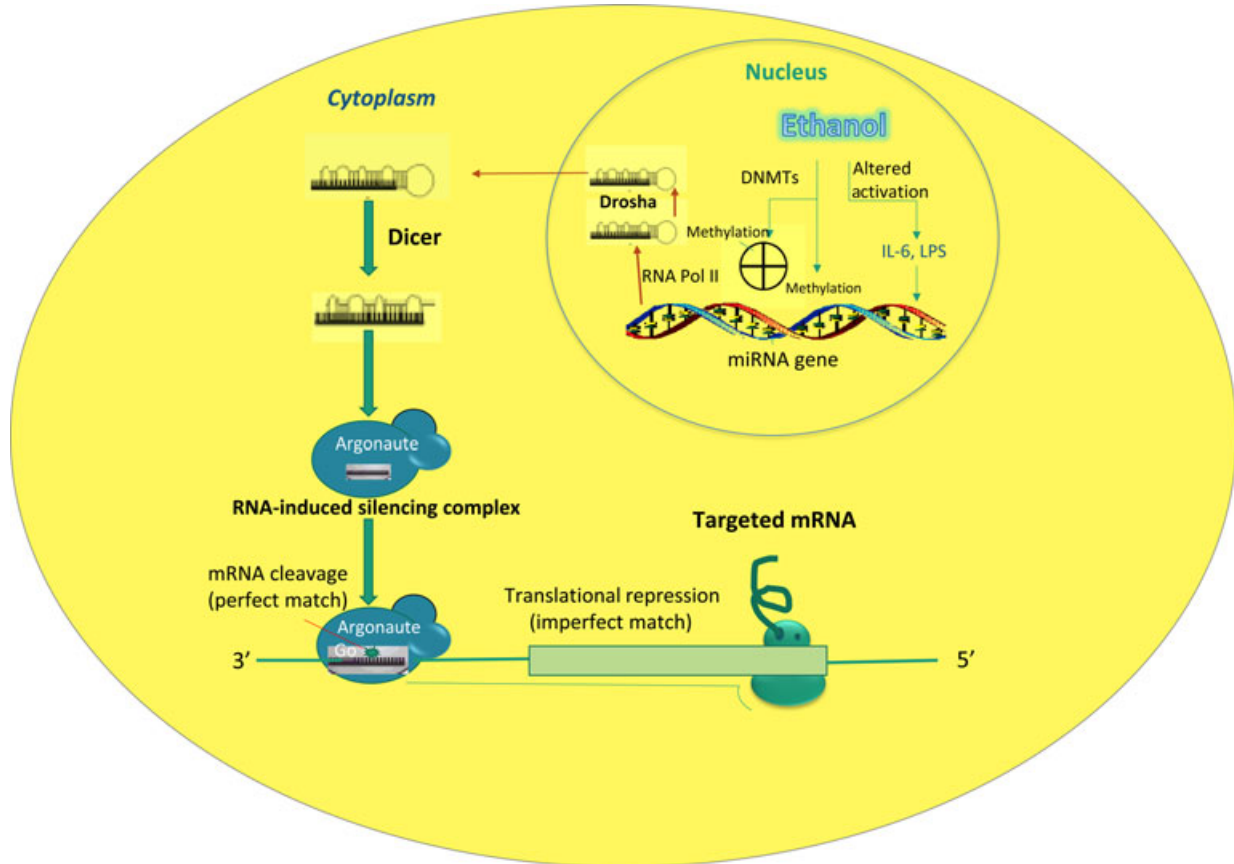 Nucleus
Cytoplasm
Ethanol
DNMTs
Altered
activation
Drosha
Methylation
IL-6, LPS
Dicer
RNA Pol II
Methylation
miRNA gene
Argonaute
RNA-induced silencing complex
Targeted mRNA
mRNA cleavage
(perfect match)
Translational repression
(imperfect match)
Argonaute
Go
3′
5′